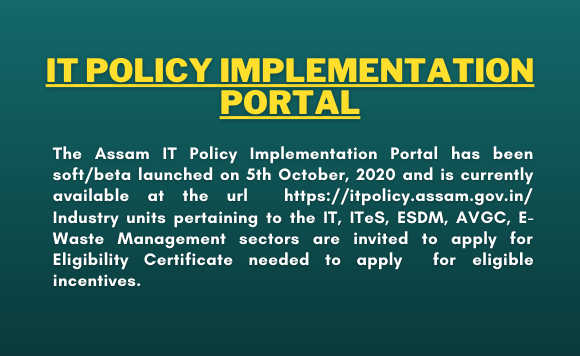 IT POLICY IMPLEMENTATION
PORTAL
The Assam IT Policy Implementation Portal has been
soft/beta launched on 5th October, 2020 and is currently
available at the url https://itpolicy.assam.gov.in/
Industry units pertaining to the IT, ITeS, ESDM, AVGC, E-
Waste Management sectors are invited to apply for
Eligibility Certificate needed to apply for eligible
incentives.